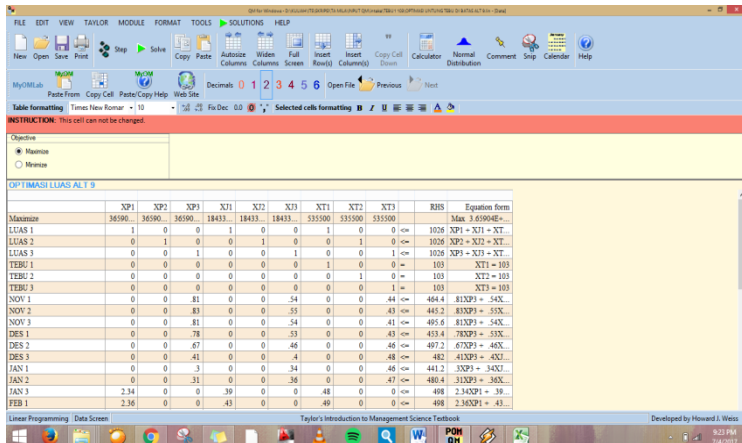 FILE EDIT VIEW TAYLOR MODULE FORMAT TOOLS SOLUTIONS HELP
New Open Save Print Step Solve Copy Paste Autosize Columns Widen Columns Full Screen Insert Row(s) Insert Column(s) Copy Cell Down Calculator Normal Distribution Comment Snip Calendar Help
MyOMLab Paste From Copy Cell Paste/Copy Help Web Site Decimals 0 1 2 3 4 5 6 Open File Previous Next
Table formatting Times New Romar 10 Fix Dec 0.0 Selected cells formatting B I U
INSTRUCTION: This cell can not be changed.
Objective
Maximize
Minimize
OPTIMASI LUAS ALT 9
XP1 XP2 XP3 XJ1 XJ2 XJ3 XT1 XT2 XT3 RHS Equation form
Maximize 36590... 36590... 36590... 18433... 18433... 18433... 535500 535500 535500 Max 3.65904E+...
LUAS 1 1 0 0 1 0 0 1 0 0 <= 1026 XP1 + XJ1 + XT...
LUAS 2 0 1 0 0 1 0 0 1 0 <= 1026 XP2 + XJ2 + XT...
LUAS 3 0 0 1 0 0 1 0 0 1 <= 1026 XP3 + XJ3 + XT...
TEBU 1 0 0 0 0 0 0 1 0 0 = 103 XT1 = 103
TEBU 2 0 0 0 0 0 0 0 1 0 = 103 XT2 = 103
TEBU 3 0 0 0 0 0 0 0 0 1 = 103 XT3 = 103
NOV 1 0 0 .81 0 0 .54 0 0 .44 <= 464.4 .81XP3 + .54X...
NOV 2 0 0 .83 0 0 .55 0 0 .43 <= 445.2 .83XP3 + .55X...
NOV 3 0 0 .81 0 0 .54 0 0 .41 <= 495.6 .81XP3 + .54X...
DES 1 0 0 .78 0 0 .53 0 0 .43 <= 453.4 .78XP3 + .53X...
DES 2 0 0 .67 0 0 .46 0 0 .46 <= 497.2 .67XP3 + .46X...
DES 3 0 0 .41 0 0 .4 0 0 .48 <= 482 .41XP3 + .4XJ...
JAN 1 0 0 .3 0 0 .34 0 0 .46 <= 441.2 .3XP3 + .34XJ...
JAN 2 0 0 .31 0 0 .36 0 0 .47 <= 480.4 .31XP3 + .36X...
JAN 3 2.34 0 0 .39 0 0 .48 0 0 <= 498 2.34XP1 + .39...
FEB 1 2.36 0 0 .43 0 0 .49 0 0 <= 498 2.36XP1 + .43...
Linear Programming Data Screen Taylor's Introduction to Management Science Textbook Developed by Howard J. Weiss
9:23 PM